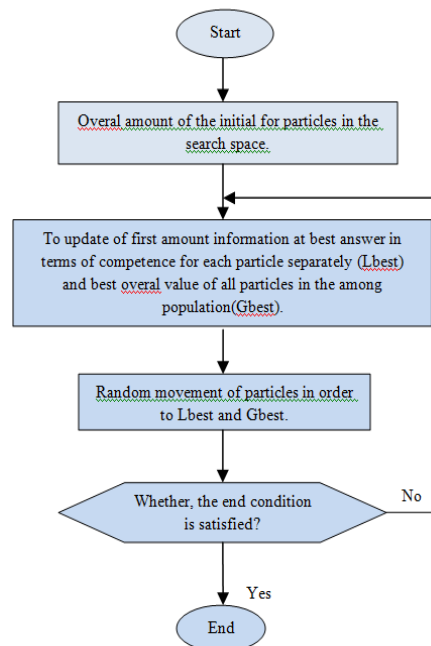 Start
Overal amount of the initial for particles in the
search space.
To update of first amount information at best answer in
terms of competence for each particle separately (Lbest)
and best overal value of all particles in the among
population(Gbest).
Random movement of particles in order
to Lbest and Gbest.
Whether, the end condition
is satisfied?
No
Yes
End